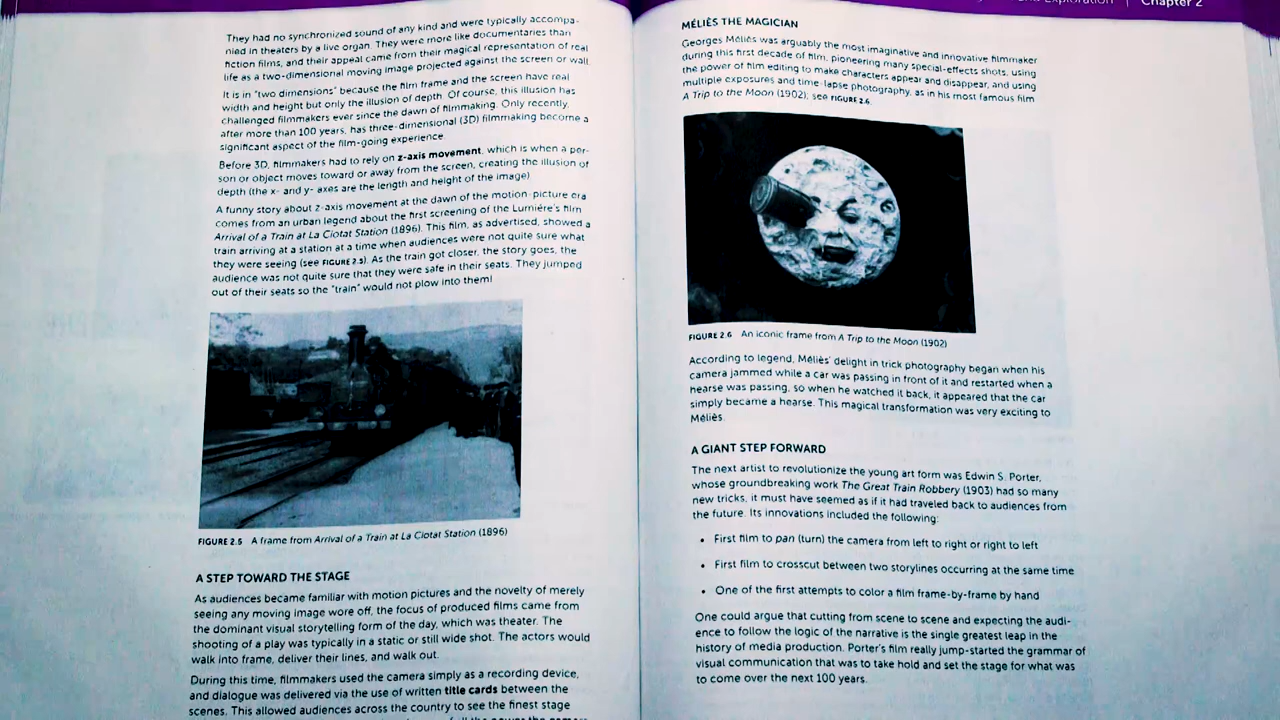 They had no synchronized sound of any kind and were typically accompa-
nied in theaters by a live organ. They were more like documentaries than
fiction films, and their appeal came from their magical representation of real
life as a two-dimensional moving image projected against the screen or wall.
It is in "two dimensions" because the film frame and the screen have real
width and height but only the illusion of depth. Of course, this illusion has
challenged filmmakers ever since the dawn of filmmaking. Only recently,
after more than 100 years, has three-dimensional (3D) filmmaking become a
significant aspect of the film-going experience.
Before 3D, filmmakers had to rely on z-axis movement, which is when a per-
son or object moves toward or away from the screen, creating the illusion of
depth (the x- and y- axes are the length and height of the image)
A funny story about z-axis movement at the dawn of the motion-picture era
comes from an urban legend about the first screening of the Lumière's film
Arrival of a Train at La Ciotat Station (1896). This film, as advertised, showed a
train arriving at a station at a time when audiences were not quite sure what
they were seeing (see FIGURE 2.5). As the train got closer, the story goes, the
audience was not quite sure that they were safe in their seats. They jumped
out of their seats so the "train" would not plow into them!
FIGURE 2.5 A frame from Arrival of a Train at La Ciotat Station (1896)
A STEP TOWARD THE STAGE
As audiences became familiar with motion pictures and the novelty of merely
seeing any moving image wore off, the focus of produced films came from
the dominant visual storytelling form of the day, which was theater. The
shooting of a play was typically in a static or still wide shot. The actors would
walk into frame, deliver their lines, and walk out.
During this time, filmmakers used the camera simply as a recording device,
and dialogue was delivered via the use of written title cards between the
scenes. This allowed audiences across the country to see the finest stage
Exploration | Chapter 2
MÉLIÈS THE MAGICIAN
Georges Méliès was arguably the most imaginative and innovative filmmaker
during this first decade of film, pioneering many special-effects shots, using
the power of film editing to make characters appear and disappear, and using
multiple exposures and time-lapse photography, as in his most famous film
A Trip to the Moon (1902); see FIGURE 2.6.
FIGURE 2.6 An iconic frame from A Trip to the Moon (1902)
According to legend, Méliès' delight in trick photography began when his
camera jammed while a car was passing in front of it and restarted when a
hearse was passing, so when he watched it back, it appeared that the car
simply became a hearse. This magical transformation was very exciting to
Méliès.
A GIANT STEP FORWARD
The next artist to revolutionize the young art form was Edwin S. Porter,
whose groundbreaking work The Great Train Robbery (1903) had so many
new tricks, it must have seemed as if it had traveled back to audiences from
the future. Its innovations included the following:
• First film to pan (turn) the camera from left to right or right to left
• First film to crosscut between two storylines occurring at the same time
• One of the first attempts to color a film frame-by-frame by hand
One could argue that cutting from scene to scene and expecting the audi-
ence to follow the logic of the narrative is the single greatest leap in the
history of media production. Porter's film really jump-started the grammar of
visual communication that was to take hold and set the stage for what was
to come over the next 100 years.